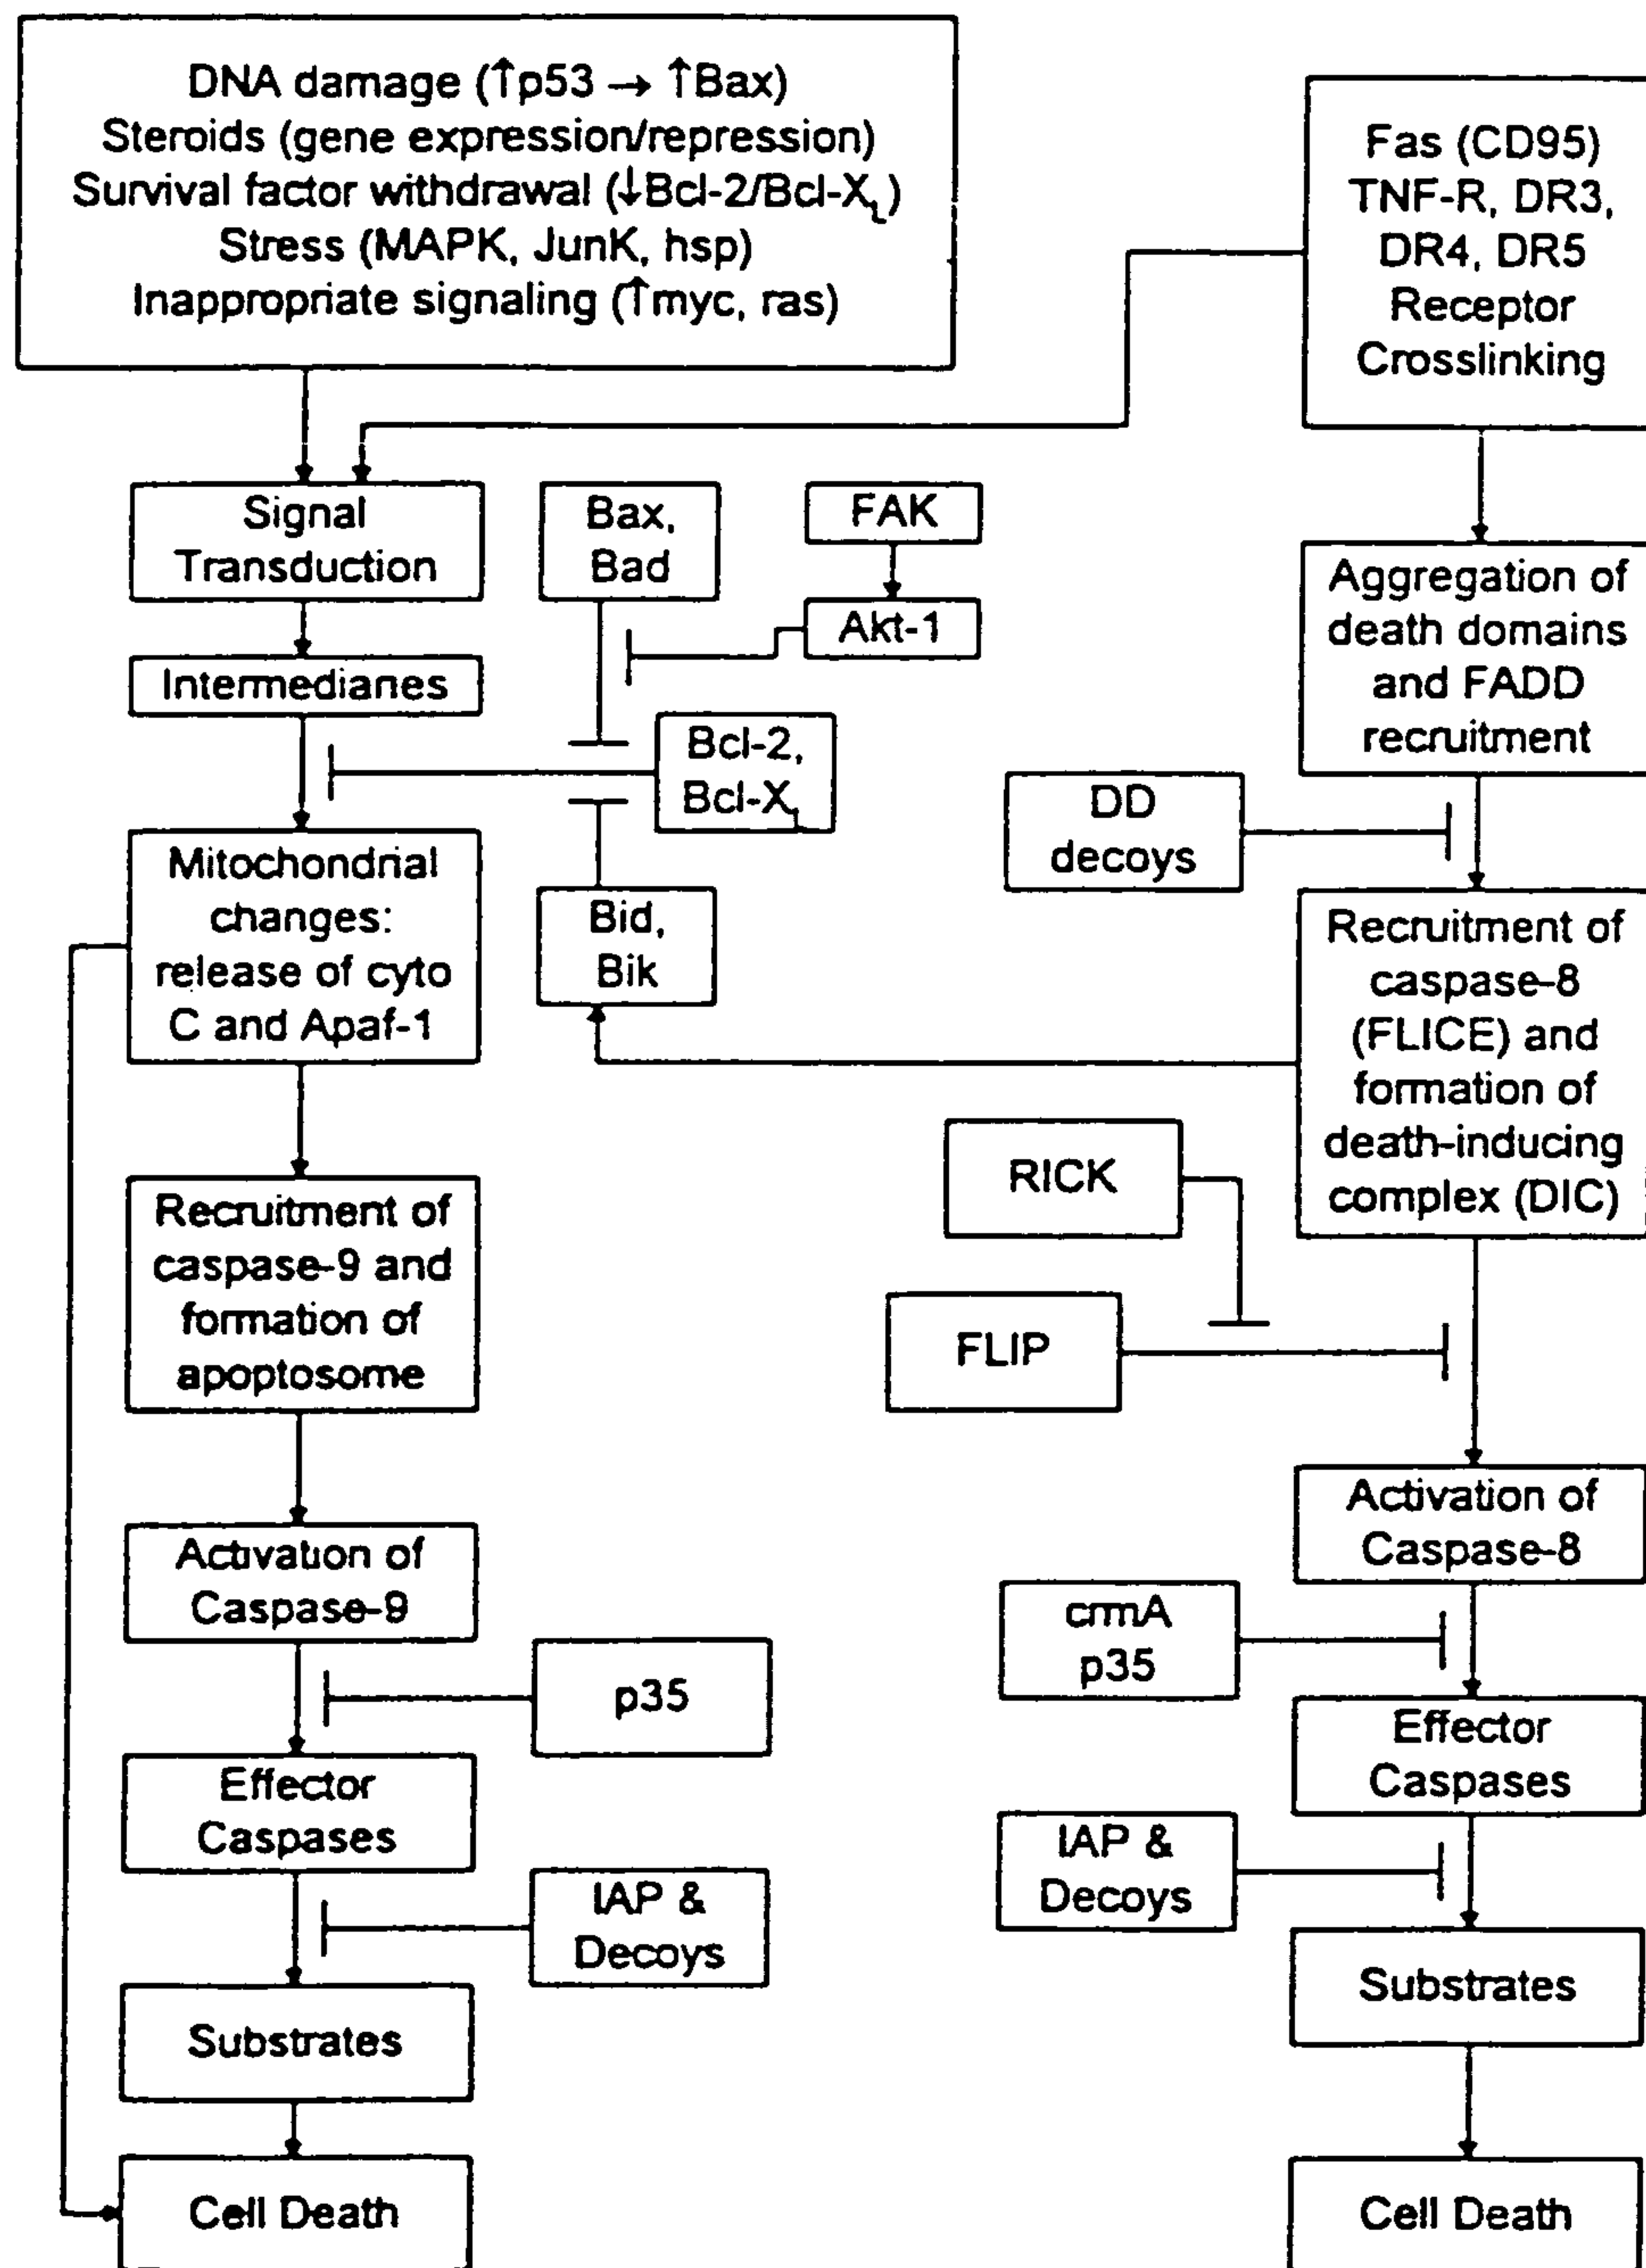 DNA damage (↑p53 → ↑Bax)
Steroids (gene expression/repression)
Survival factor withdrawal (↓Bcl-2/Bcl-XL)
Stress (MAPK, JunK, hsp)
Inappropriate signaling (↑myc, ras)
Fas (CD95)
TNF-R, DR3,
DR4, DR5
Receptor
Crosslinking
Signal
Transduction
Bax,
Bad
FAK
Akt-1
Aggregation of
death domains
and FADD
recruitment
Intermedianes
Bcl-2,
Bcl-XL
DD
decoys
Mitochondrial
changes:
release of cyto
C and Apaf-1
Bid,
Bik
Recruitment of
caspase-8
(FLICE) and
formation of
death-inducing
complex (DIC)
RICK
Recruitment of
caspase-9 and
formation of
apoptosome
FLIP
Activation of
Caspase-9
Activation of
Caspase-8
p35
crmA
p35
Effector
Caspases
Effector
Caspases
IAP &
Decoys
IAP &
Decoys
Substrates
Substrates
Cell Death
Cell Death